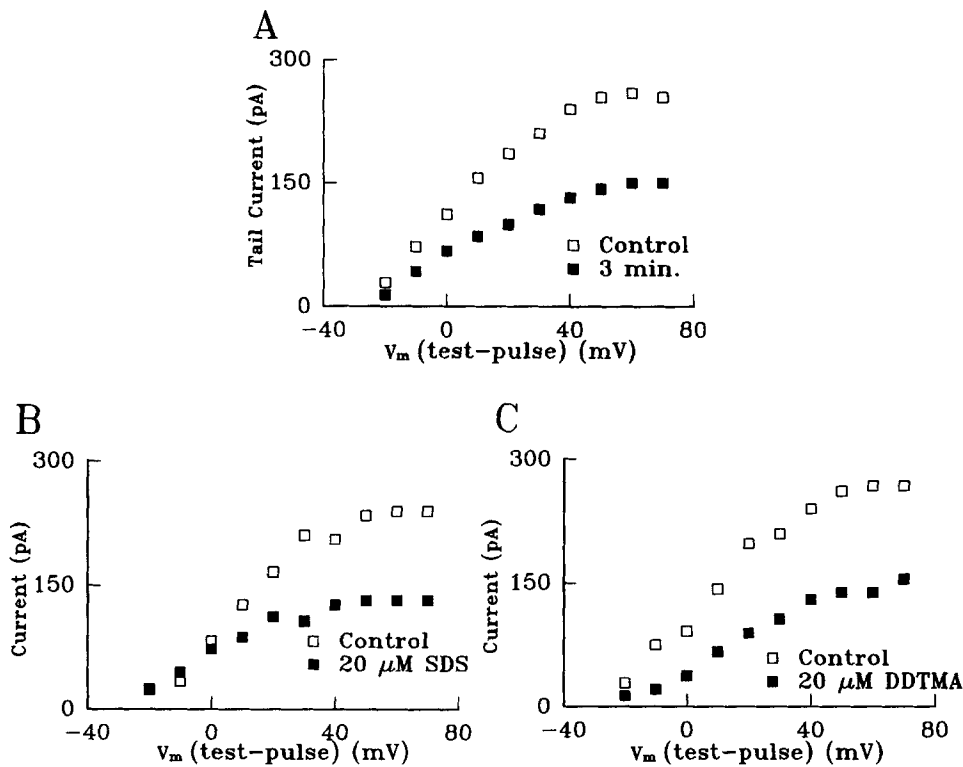 A
300
150
0
Tail Current (pA)
□ Control
■ 3 min.
−40 0 40 80
Vm (test-pulse) (mV)
B
300
150
0
Current (pA)
□ Control
■ 20 μM SDS
−40 0 40 80
Vm (test-pulse) (mV)
C
300
150
0
Current (pA)
□ Control
■ 20 μM DDTMA
−40 0 40 80
Vm (test-pulse) (mV)